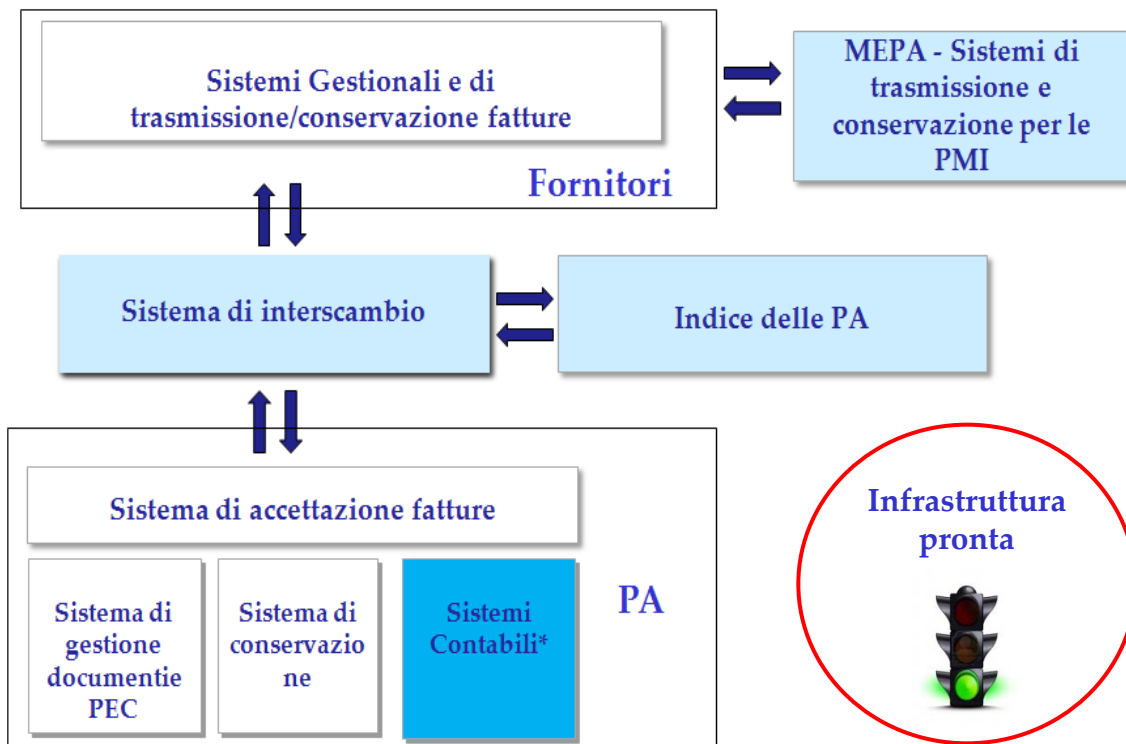 Sistemi Gestionali e di
trasmissione/conservazione fatture
Fornitori
MEPA - Sistemi di
trasmissione e
conservazione per le
PMI
Sistema di interscambio
Indice delle PA
Sistema di accettazione fatture
Sistema di
gestione
documentie
PEC
Sistema di
conservazio
ne
Sistemi
Contabili*
PA
Infrastruttura
pronta